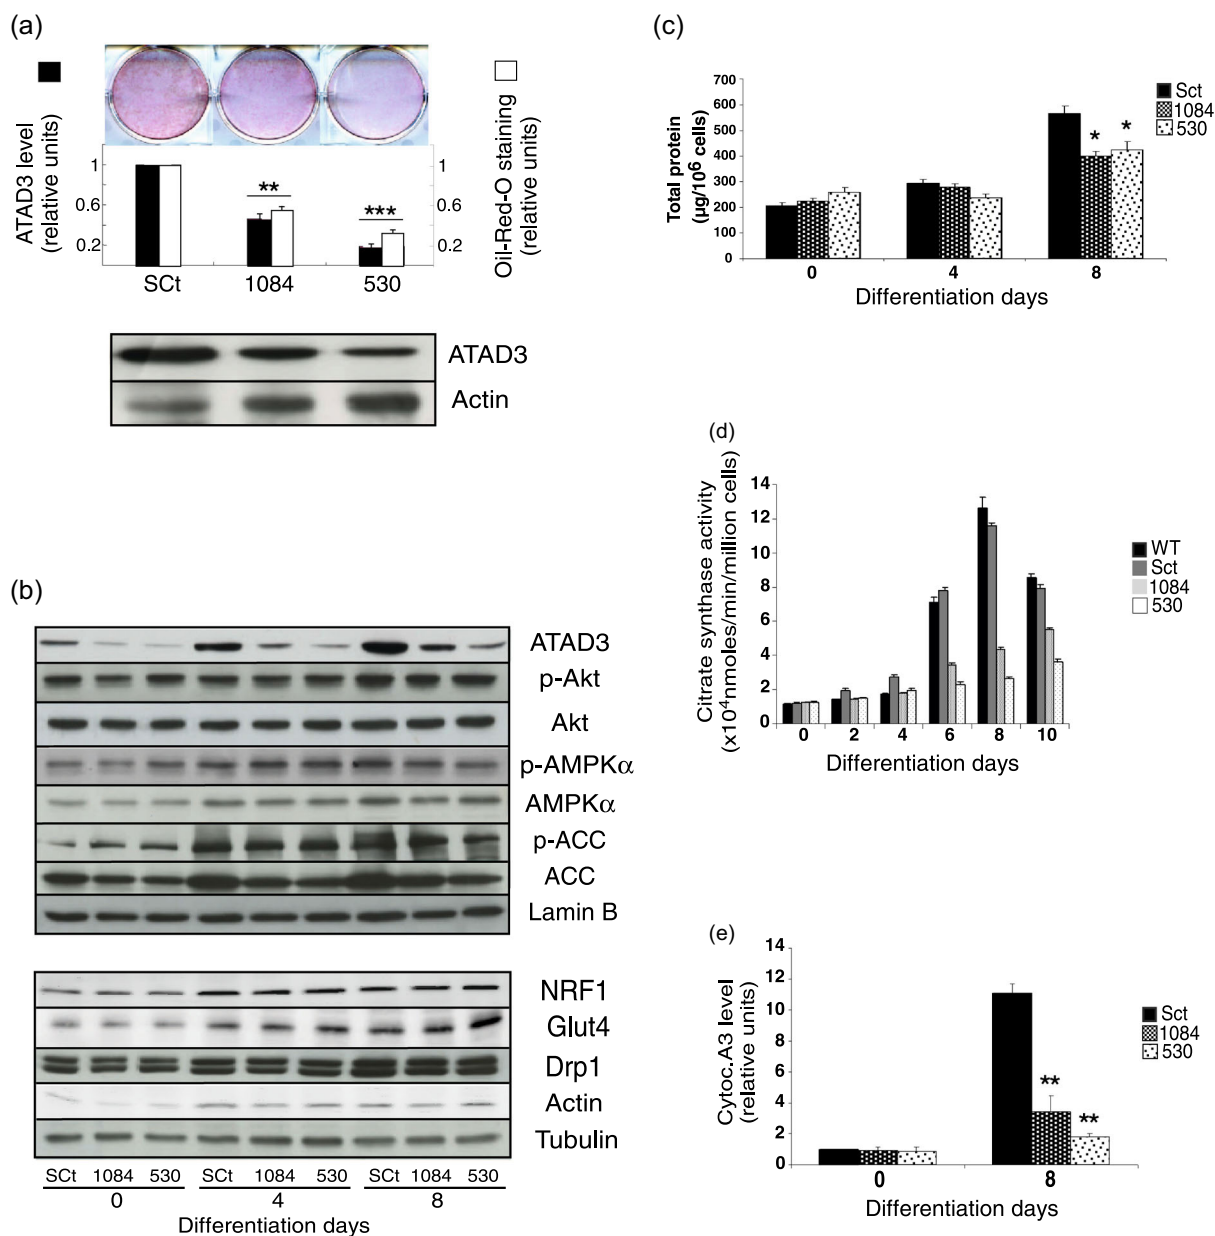 (a)
ATAD3 level
(relative units)
1
0.6
0.2
**
***
1
0.6
0.2
Oil-Red-O staining
(relative units)
SCt 1084 530
ATAD3
Actin
(b)
ATAD3
p-Akt
Akt
p-AMPKα
AMPKα
p-ACC
ACC
Lamin B
NRF1
Glut4
Drp1
Actin
Tubulin
SCt 1084 530 SCt 1084 530 SCt 1084 530
0 4 8
Differentiation days
(c)
Total protein
(µg/10⁶ cells)
700
600
500
400
300
200
100
0
* *
Sct
1084
530
0 4 8
Differentiation days
(d)
Citrate synthase activity
(x10⁴nmoles/min/million cells)
14
12
10
8
6
4
2
0
WT
Sct
1084
530
0 2 4 6 8 10
Differentiation days
(e)
Cytoc.A3 level
(relative units)
14
12
10
8
6
4
2
0
**
**
Sct
1084
530
0 8
Differentiation days